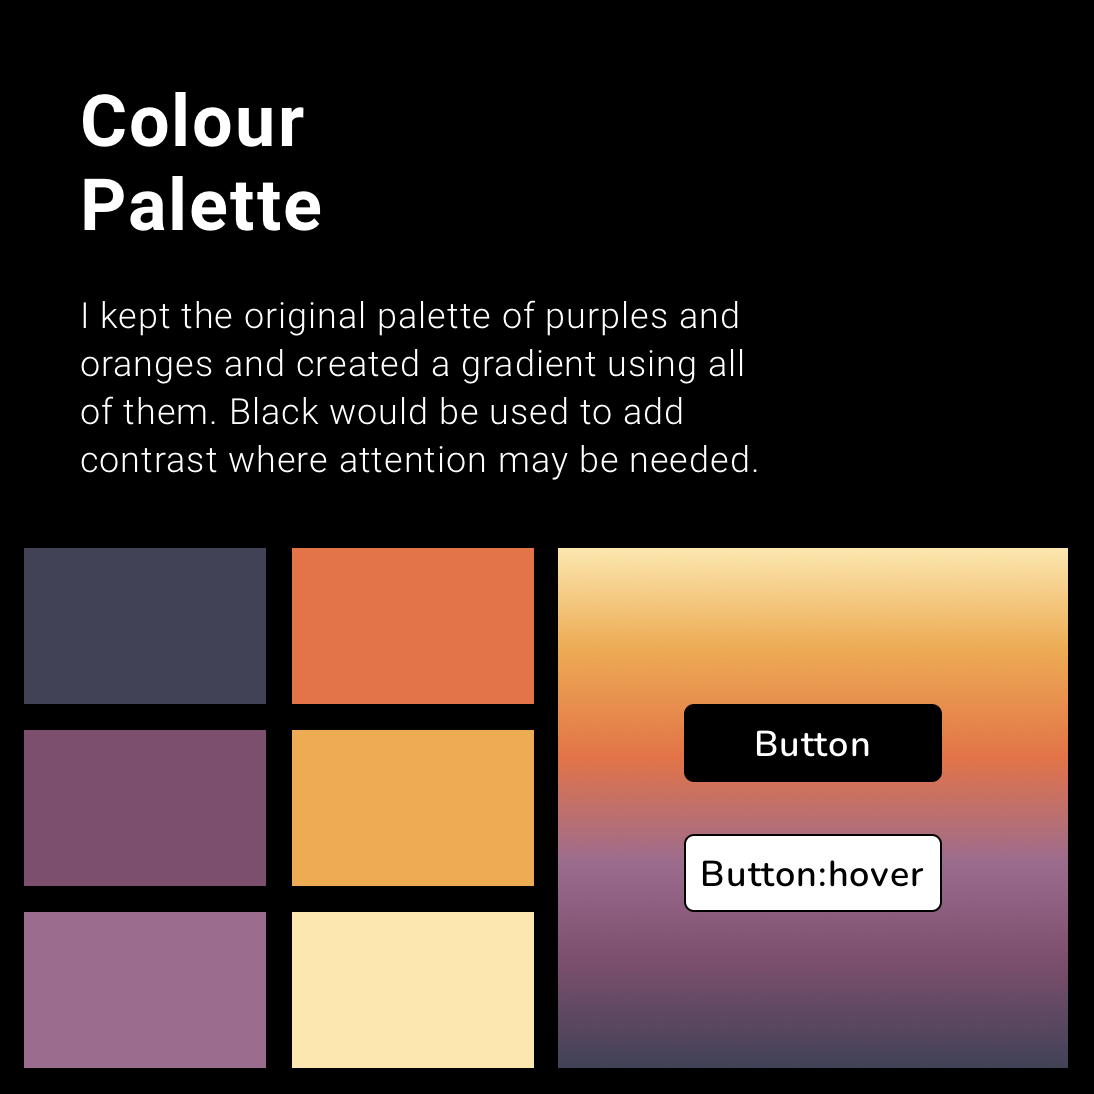 Colour
Palette
I kept the original palette of purples and
oranges and created a gradient using all
of them. Black would be used to add
contrast where attention may be needed.
Button
Button:hover